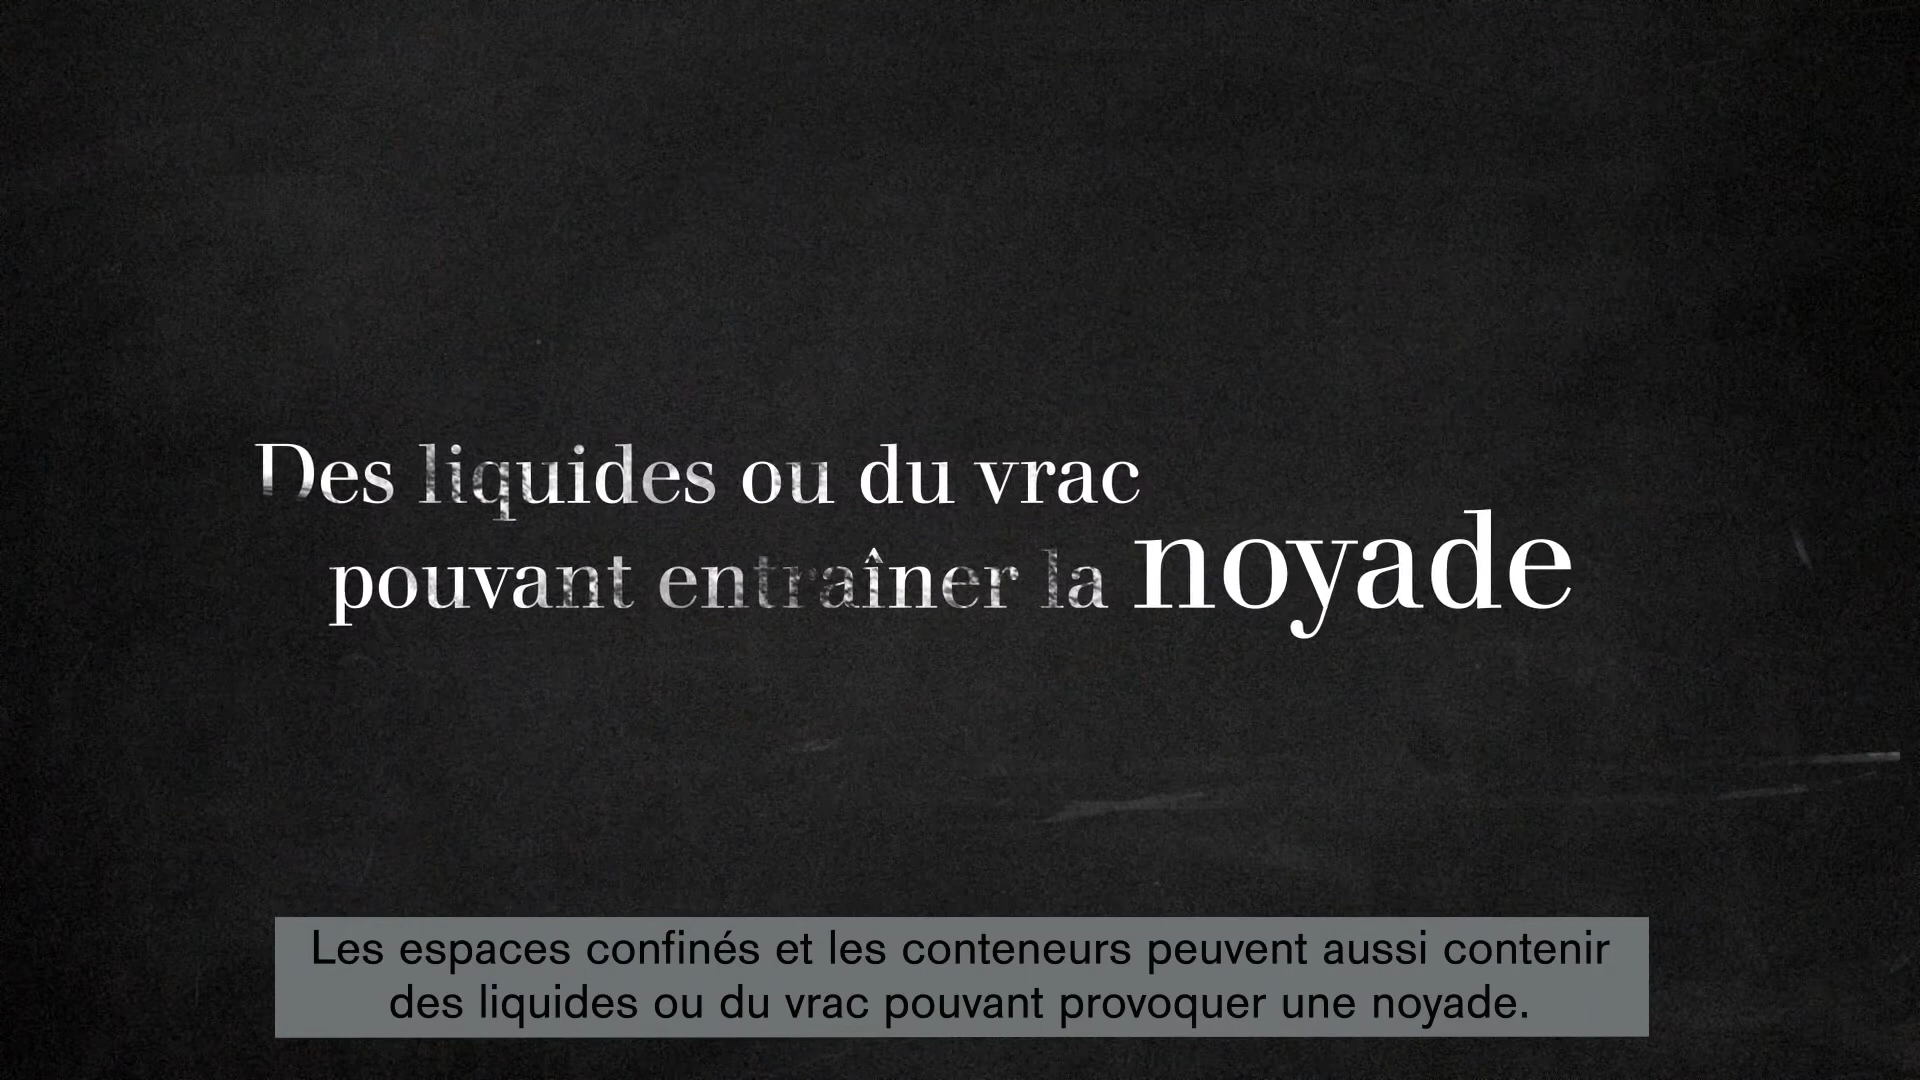 Des liquides ou du vrac
pouvant entraîner la noyade
Les espaces confinés et les conteneurs peuvent aussi contenir
des liquides ou du vrac pouvant provoquer une noyade.